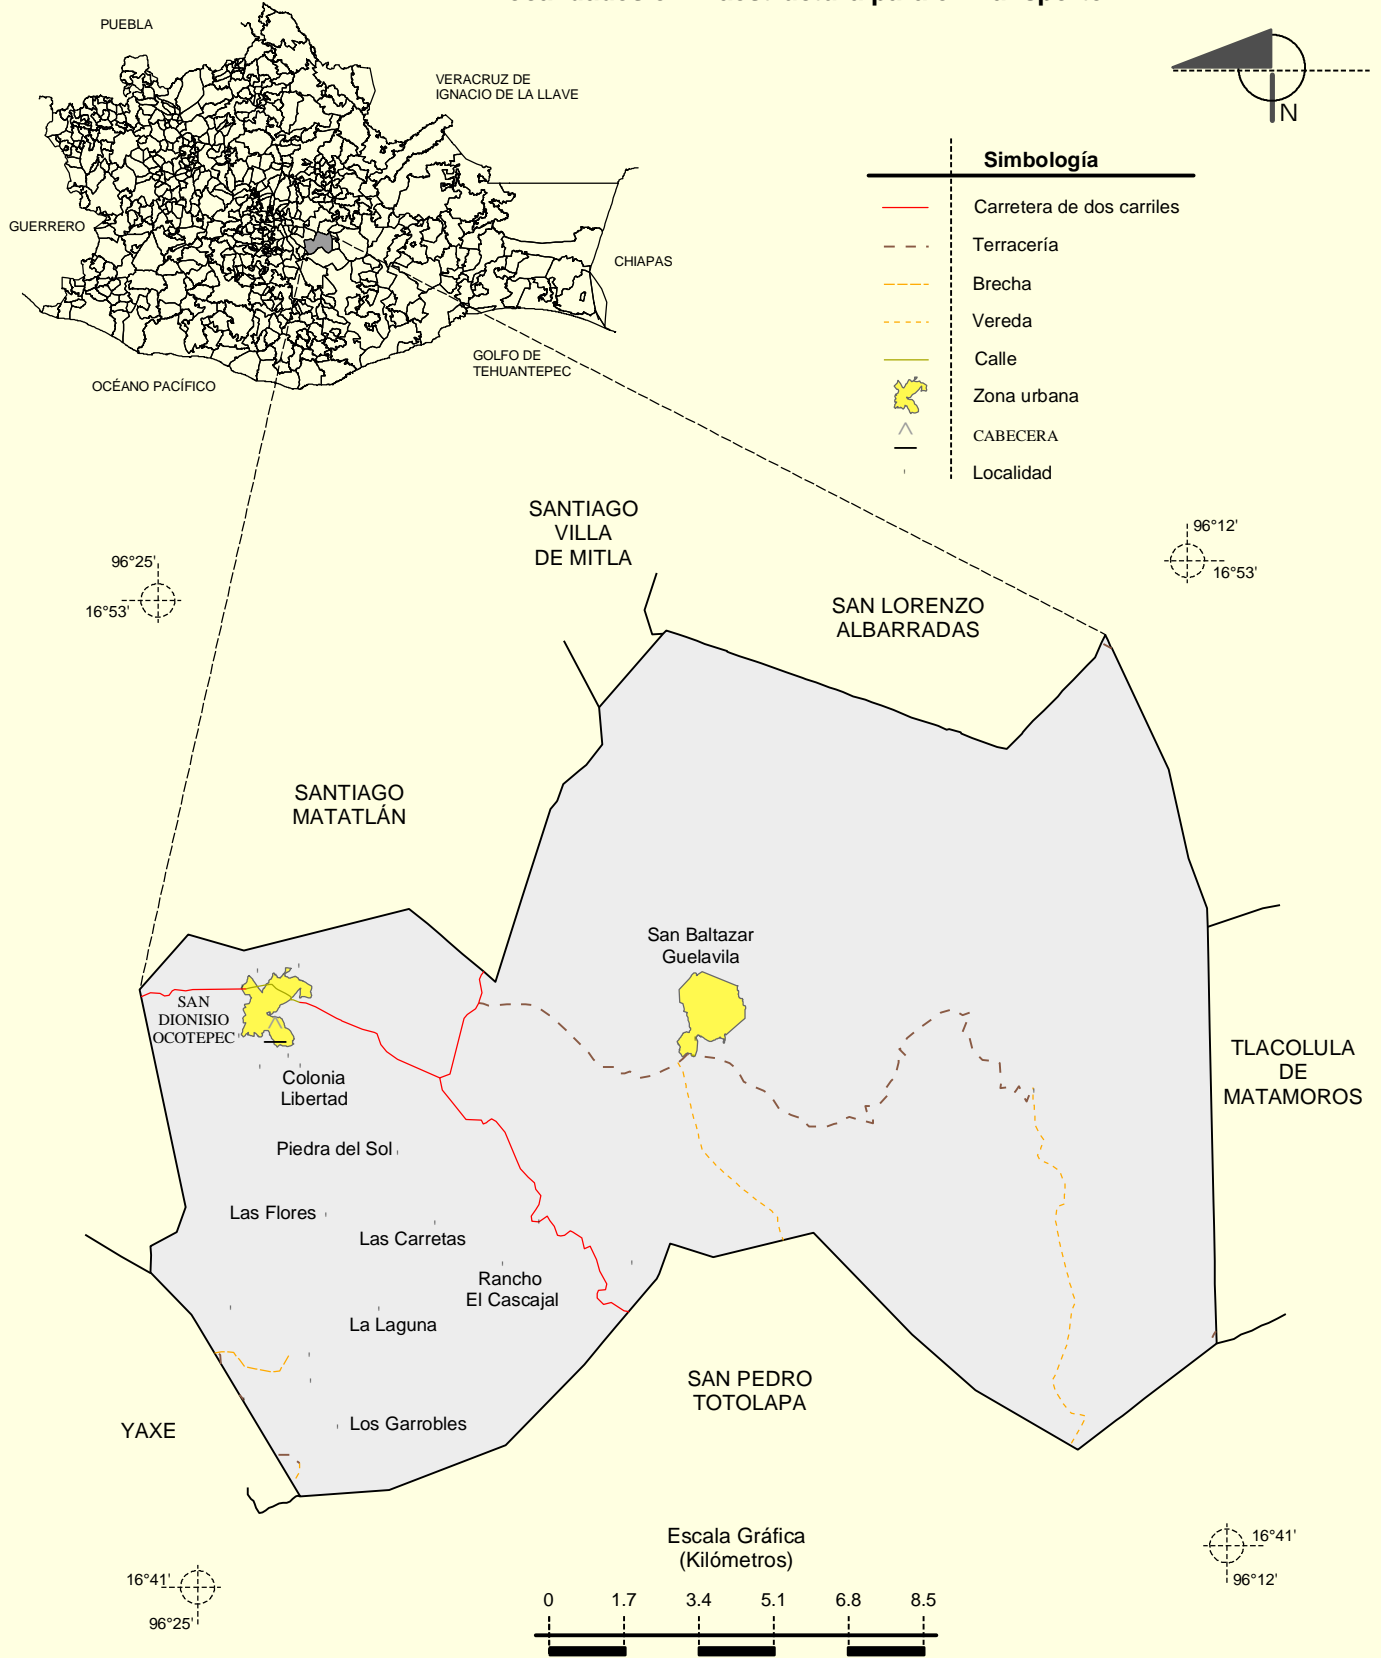 PUEBLA
VERACRUZ DE
IGNACIO DE LA LLAVE
GUERRERO
CHIAPAS
GOLFO DE
TEHUANTEPEC
OCÉANO PACÍFICO
N
Simbología
Carretera de dos carriles
Terracería
Brecha
Vereda
Calle
Zona urbana
CABECERA
Localidad
96°25'
16°53'
96°12'
16°53'
SANTIAGO
VILLA
DE MITLA
SAN LORENZO
ALBARRADAS
SANTIAGO
MATATLÁN
San Baltazar
Guelavila
SAN
DIONISIO
OCOTEPEC
Colonia
Libertad
TLACOLULA
DE
MATAMOROS
Piedra del Sol
Las Flores
Las Carretas
Rancho
El Cascajal
La Laguna
SAN PEDRO
TOTOLAPA
YAXE
Los Garrobles
16°41'
96°25'
16°41'
96°12'
Escala Gráfica
(Kilómetros)
0 1.7 3.4 5.1 6.8 8.5